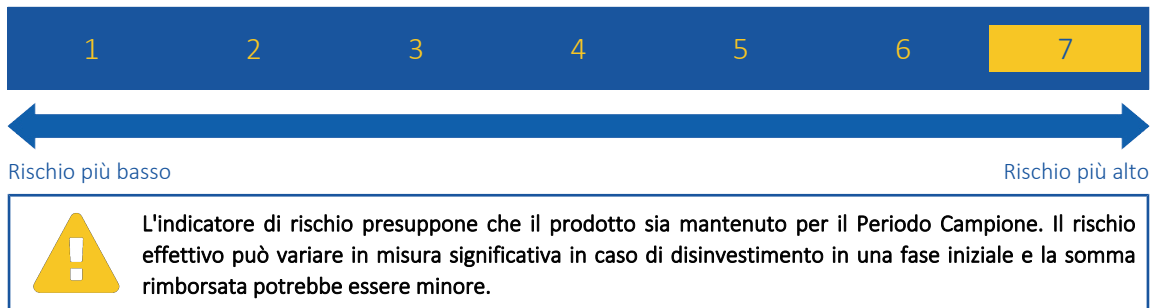 1 2 3 4 5 6 7
Rischio più basso Rischio più alto
L'indicatore di rischio presuppone che il prodotto sia mantenuto per il Periodo Campione. Il rischio
effettivo può variare in misura significativa in caso di disinvestimento in una fase iniziale e la somma
rimborsata potrebbe essere minore.